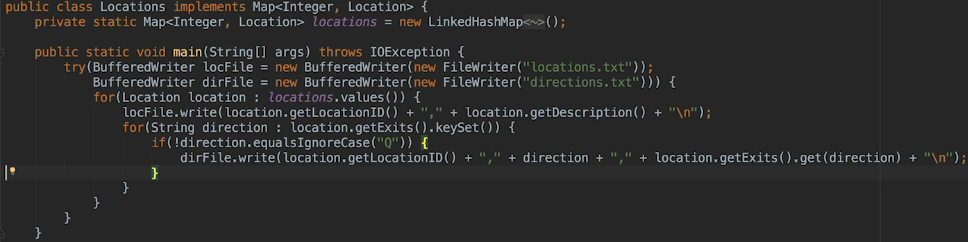 public class Locations implements Map<Integer, Location> {
    private static Map<Integer, Location> locations = new LinkedHashMap<~>();

    public static void main(String[] args) throws IOException {
        try(BufferedWriter locFile = new BufferedWriter(new FileWriter("locations.txt"));
            BufferedWriter dirFile = new BufferedWriter(new FileWriter("directions.txt"))) {
            for(Location location : locations.values()) {
                locFile.write(location.getLocationID() + "," + location.getDescription() + "\n");
                for(String direction : location.getExits().keySet()) {
                    if(!direction.equalsIgnoreCase("Q")) {
                        dirFile.write(location.getLocationID() + "," + direction + "," + location.getExits().get(direction) + "\n");
                    }
                }
            }
        }
    }